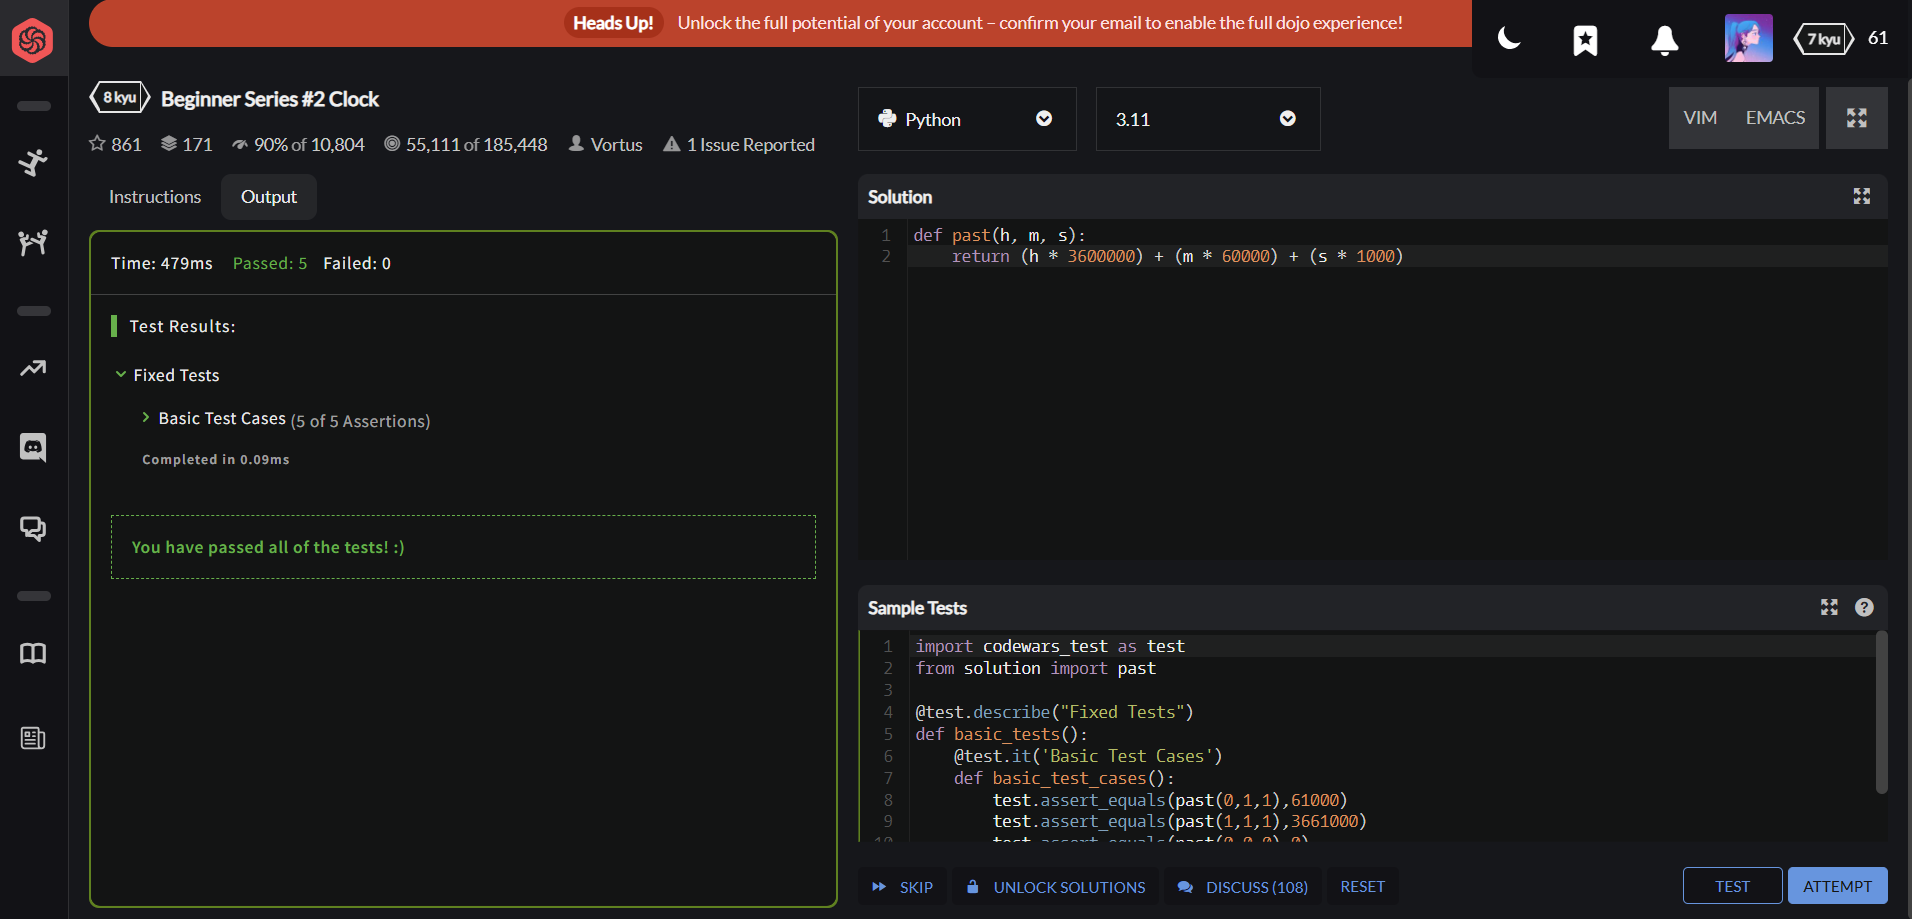 Heads Up! Unlock the full potential of your account – confirm your email to enable the full dojo experience!
7 kyu 61
8 kyu Beginner Series #2 Clock
861 171 90% of 10,804 55,111 of 185,448 Vortus 1 Issue Reported
Python
3.11
VIM EMACS
Instructions Output
Time: 479ms Passed: 5 Failed: 0
Test Results:
Fixed Tests
Basic Test Cases (5 of 5 Assertions)
Completed in 0.09ms
You have passed all of the tests! :)
Solution
1 def past(h, m, s):
2     return (h * 3600000) + (m * 60000) + (s * 1000)
Sample Tests
1 import codewars_test as test
2 from solution import past
3
4 @test.describe("Fixed Tests")
5 def basic_tests():
6     @test.it('Basic Test Cases')
7     def basic_test_cases():
8         test.assert_equals(past(0,1,1),61000)
9         test.assert_equals(past(1,1,1),3661000)
10         test.assert_equals(past(0,0,0),0)
SKIP UNLOCK SOLUTIONS DISCUSS (108) RESET
TEST ATTEMPT